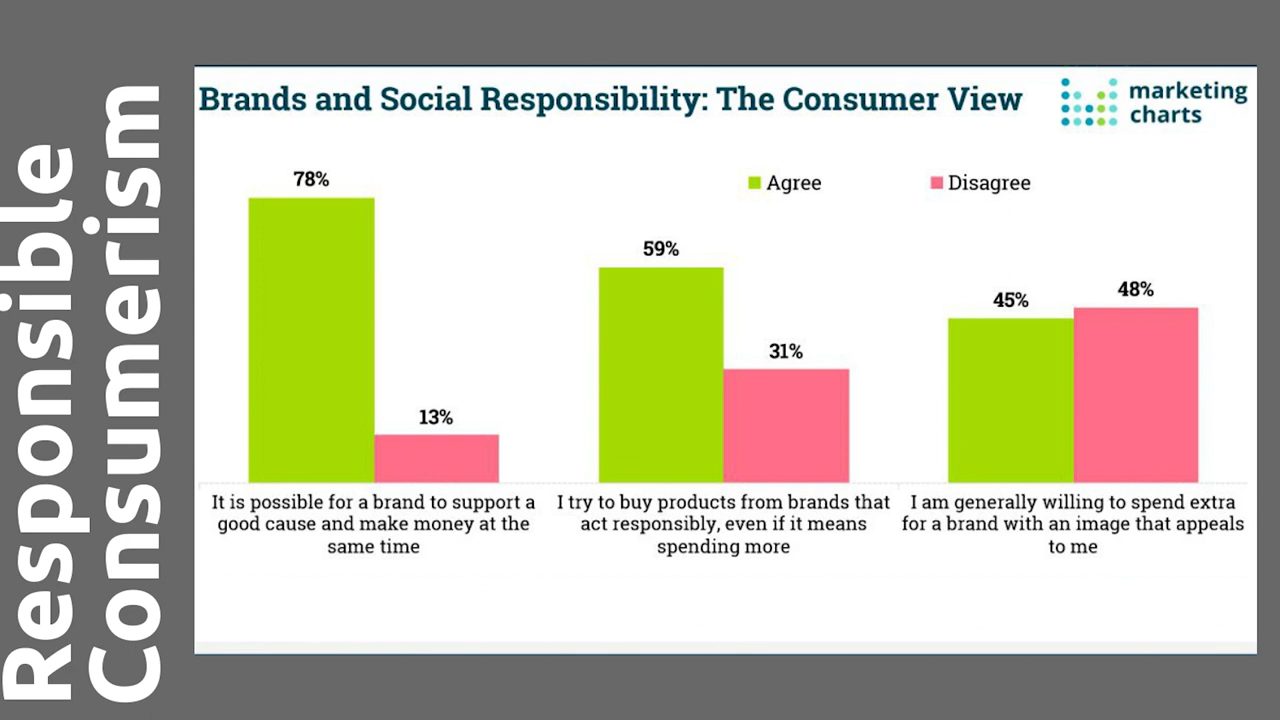 Responsible
Consumerism
Brands and Social Responsibility: The Consumer View
marketing
charts
Agree
Disagree
78%
13%
59%
31%
45%
48%
It is possible for a brand to support a
good cause and make money at the
same time
I try to buy products from brands that
act responsibly, even if it means
spending more
I am generally willing to spend extra
for a brand with an image that appeals
to me